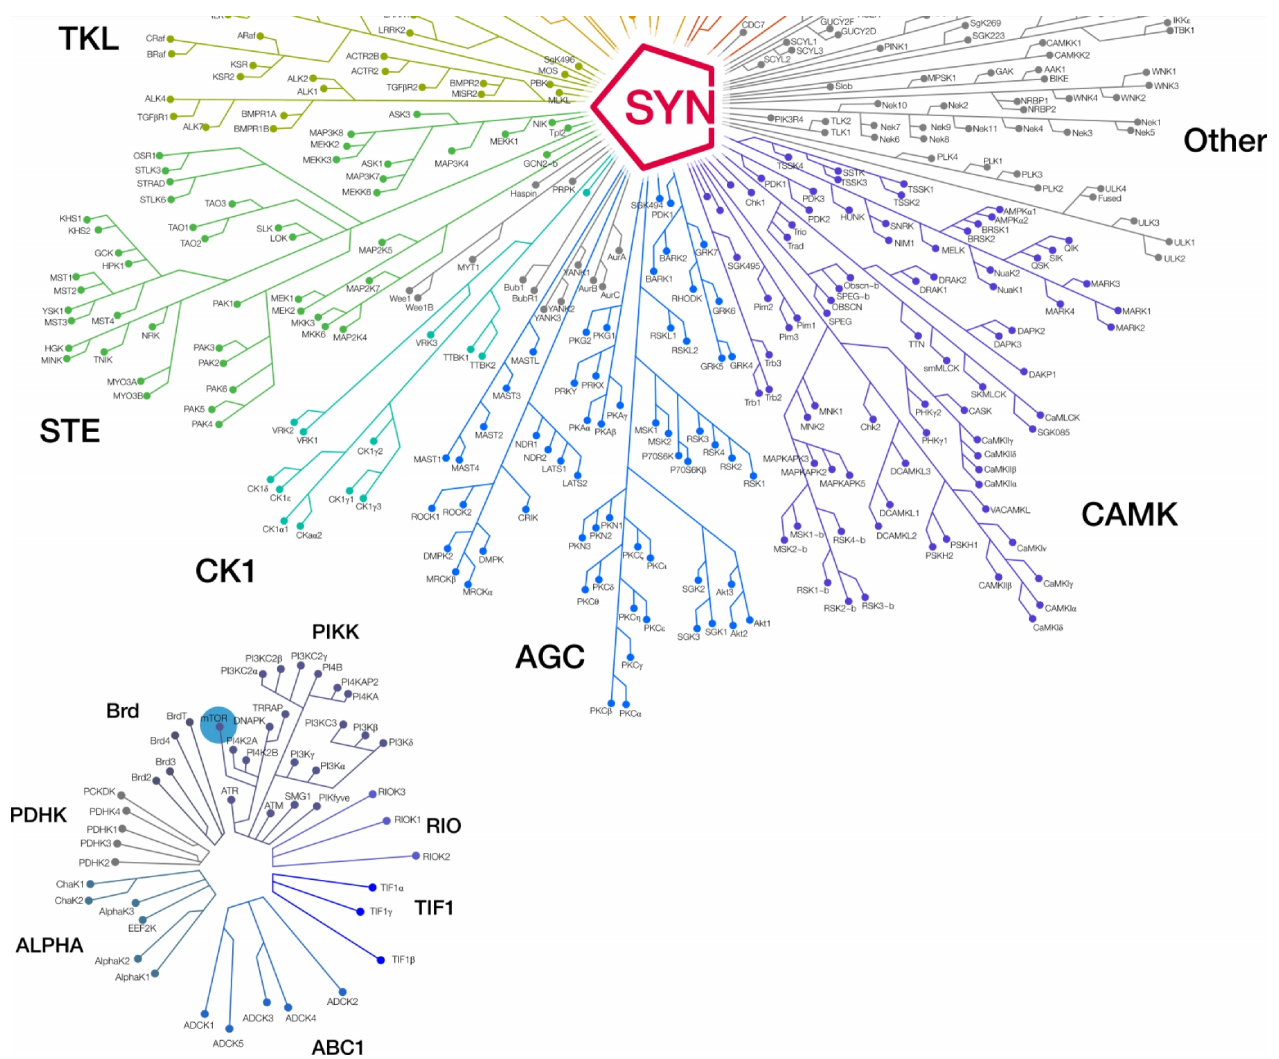 TKL
CRaf
BRaf
ARaf
KSR
KSR2
LRRK2
ACTR2B
ACTR2
ALK2
ALK1
TGFβR2
BMPR2
MISR2
SgK496
MOS
PBK
MLKL
ALK4
TGFβR1
ALK7
BMPR1A
BMPR1B
SYN
CDC7
GUCY2F
GUCY2D
SCYL1
SCYL3
SCYL2
PINK1
SgK269
SGK223
IKKε
TBK1
CAMKK1
CAMKK2
Slob
MPSK1
GAK
AAK1
BIKE
WNK1
WNK3
WNK4
WNK2
NRBP1
NRBP2
PIK3R4
TLK2
TLK1
Nek10
Nek2
Nek7
Nek6
Nek9
Nek8
Nek11
Nek4
Nek3
Nek1
Nek5
Other
PLK4
PLK1
PLK3
PLK2
ULK4
Fused
ULK3
ULK1
ULK2
ASK3
MAP3K8
MEKK2
MEKK3
NIK
Tpl2
MEKK1
MAP3K4
GCN2~b
ASK1
MAP3K7
MEKK6
OSR1
STLK3
STRAD
STLK6
TAO3
TAO1
TAO2
SLK
LOK
KHS1
KHS2
GCK
HPK1
MST1
MST2
YSK1
MST3
MST4
HGK
MINK
TNIK
NRK
MYO3A
MYO3B
PAK1
PAK3
PAK2
PAK6
PAK5
PAK4
MAP2K5
MAP2K7
MEK1
MEK2
MKK3
MKK6
MAP2K4
STE
Haspin
PRPK
MYT1
Wee1
Wee1B
Bub1
BubR1
AurA
AurB
AurC
YANK1
YANK2
YANK3
VRK3
TTBK1
TTBK2
VRK2
VRK1
CK1γ2
CK1δ
CK1ε
CK1γ1
CK1γ3
CK1α1
CKaα2
CK1
SGK494
PDK1
BARK2
BARK1
GRK7
RHODK
GRK6
GRK5
GRK4
PKG1
PKG2
RSKL1
RSKL2
MASTL
MAST3
MAST2
MAST1
MAST4
PRKY
PRKX
PKAγ
PKAα
PKAβ
NDR1
NDR2
LATS1
LATS2
MSK1
MSK2
P70S6K
P70S6Kβ
RSK3
RSK4
RSK2
RSK1
ROCK1
ROCK2
CRIK
DMPK2
DMPK
MRCKβ
MRCKα
PKN1
PKN2
PKN3
PKCζ
PKCι
PKCδ
PKCθ
PKCη
PKCε
PKCγ
PKCβ
PKCα
SGK2
SGK3
SGK1
Akt3
Akt2
Akt1
AGC
TSSK4
SSTK
TSSK3
TSSK1
TSSK2
PDK1
Chk1
PDK3
PDK2
HUNK
SNRK
NIM1
Trio
Trad
SGK495
AMPKα1
AMPKα2
BRSK1
BRSK2
MELK
QIK
SIK
QSK
NuaK2
NuaK1
MARK3
MARK4
MARK1
MARK2
Obscn~b
SPEG~b
OBSCN
SPEG
DRAK2
DRAK1
Pim2
Pim1
Pim3
Trb3
Trb1
Trb2
TTN
smMLCK
DAPK2
DAPK3
DAKP1
SKMLCK
CASK
CaMLCK
SGK085
MNK1
MNK2
Chk2
PHKγ2
PHKγ1
CaMKIIγ
CaMKIIδ
CaMKIIβ
CaMKIIα
MAPKAPK3
MAPKAPK2
MAPKAPK5
DCAMKL3
DCAMKL1
DCAMKL2
VACAMKL
MSK1~b
MSK2~b
RSK4~b
RSK1~b
RSK2~b
RSK3~b
PSKH1
PSKH2
CaMKIv
CAMKIIβ
CaMKIγ
CAMKIα
CaMKIδ
CAMK
PIKK
PI3KC2β
PI3KC2γ
PI3KC2α
PI4B
PI4KAP2
PI4KA
TRRAP
DNAPK
mTOR
PI4K2A
PI4K2B
PI3KC3
PI3Kβ
PI3Kδ
PI3Kγ
PI3Kα
ATR
ATM
SMG1
PIKfyve
Brd
BrdT
Brd4
Brd3
Brd2
PDHK
PCKDK
PDHK4
PDHK1
PDHK3
PDHK2
RIOK3
RIOK1
RIO
RIOK2
TIF1α
TIF1γ
TIF1
TIF1β
ChaK1
ChaK2
AlphaK3
EEF2K
ALPHA
AlphaK2
AlphaK1
ADCK1
ADCK5
ADCK3
ADCK4
ADCK2
ABC1